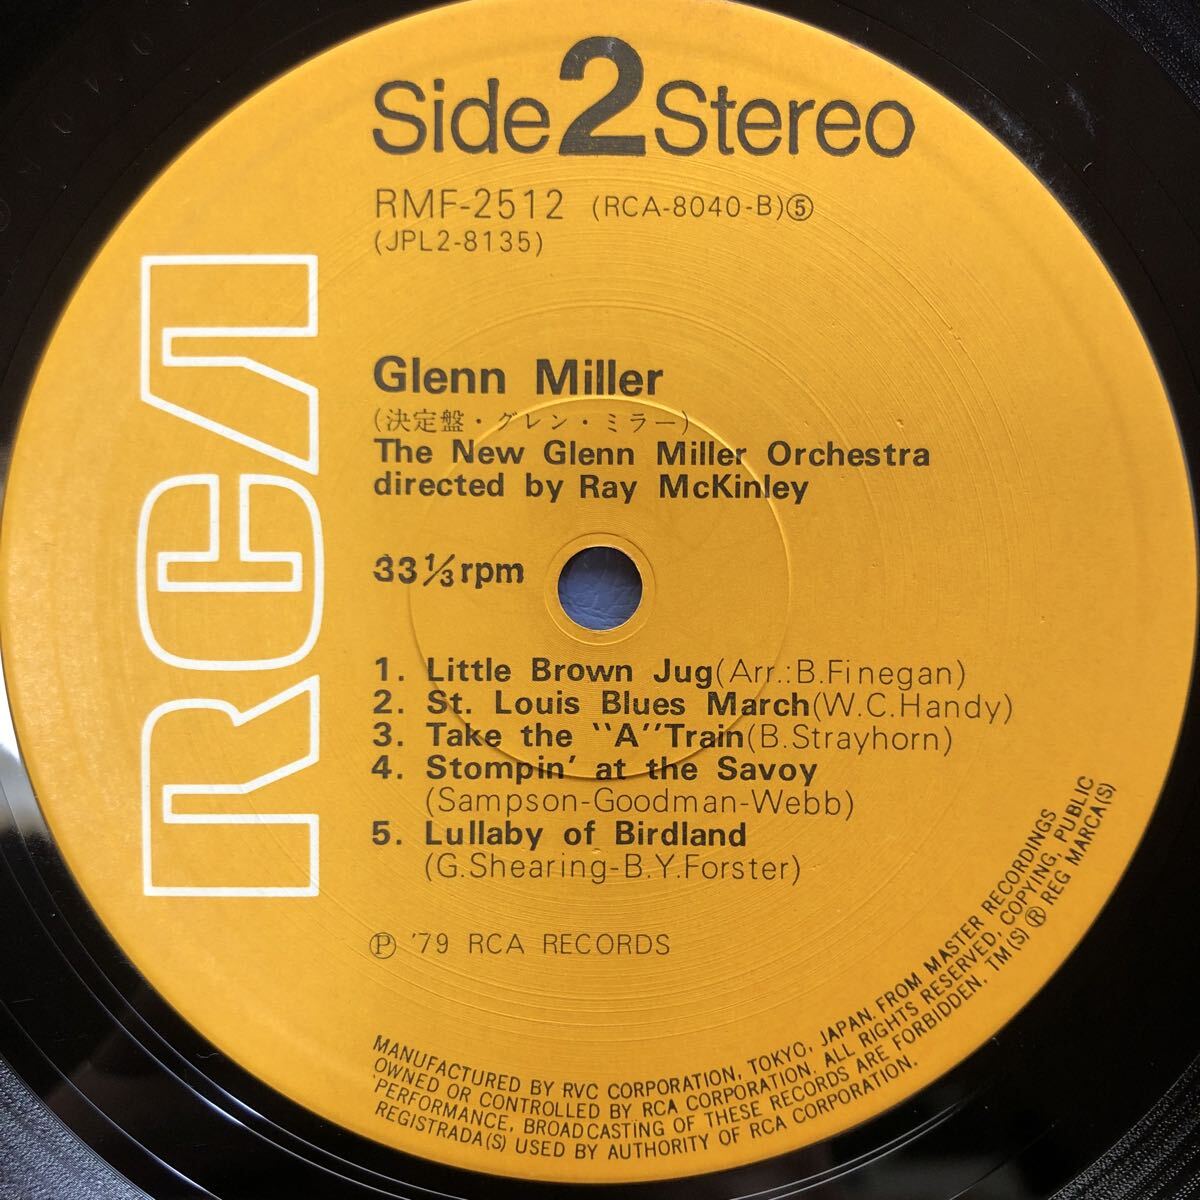 Side 2 Stereo
RMF-2512 (RCA-8040-B)⑤
(JPL2-8135)
RCA
Glenn Miller
(決定盤・グレン・ミラー)
The New Glenn Miller Orchestra
directed by Ray McKinley
33 1/3 rpm
1. Little Brown Jug(Arr.:B.Finegan)
2. St. Louis Blues March(W.C.Handy)
3. Take the "A" Train(B.Strayhorn)
4. Stompin' at the Savoy
(Sampson-Goodman-Webb)
5. Lullaby of Birdland
(G.Shearing-B.Y.Forster)
Ⓟ '79 RCA RECORDS
MANUFACTURED BY RVC CORPORATION, TOKYO, JAPAN. FROM MASTER RECORDINGS
OWNED OR CONTROLLED BY RCA CORPORATION. ALL RIGHTS RESERVED, COPYING, PUBLIC
'PERFORMANCE, BROADCASTING OF THESE RECORDS ARE FORBIDDEN. TM(S) ® REG MARCA(S)
REGISTRADA(S) USED BY AUTHORITY OF RCA CORPORATION.